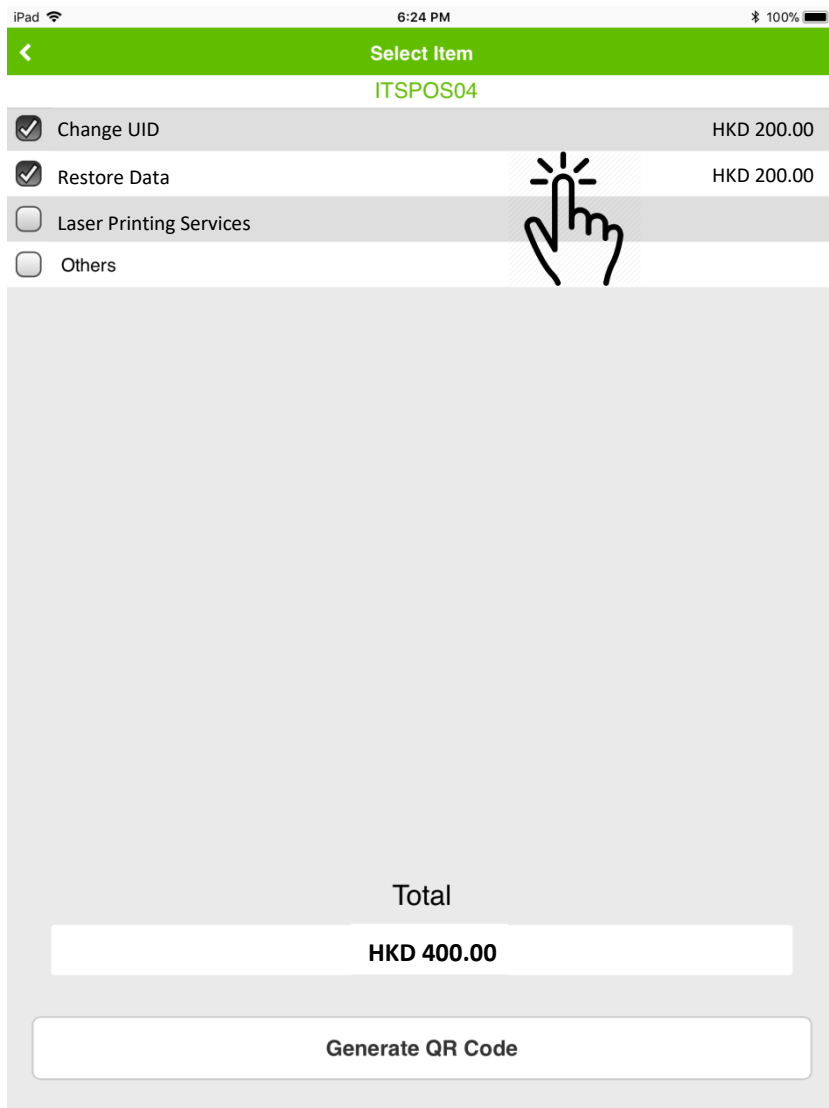 iPad 6:24 PM 100%
Select Item
ITSPOS04
Change UID HKD 200.00
Restore Data HKD 200.00
Laser Printing Services
Others
Total
HKD 400.00
Generate QR Code